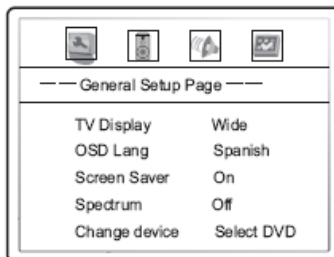 — — General Setup Page — —
TV Display Wide
OSD Lang Spanish
Screen Saver On
Spectrum Off
Change device Select DVD